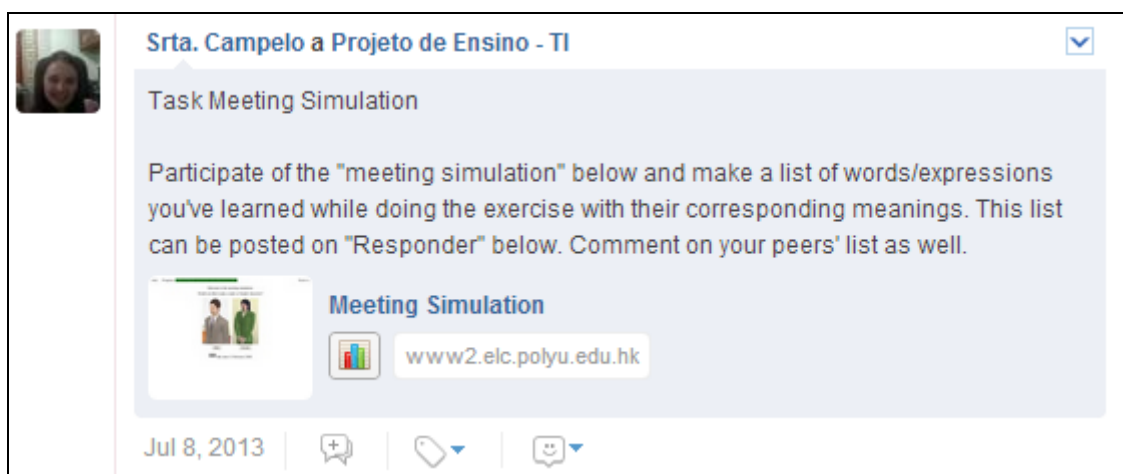 Srta. Campelo a Projeto de Ensino - TI
Task Meeting Simulation
Participate of the "meeting simulation" below and make a list of words/expressions
you've learned while doing the exercise with their corresponding meanings. This list
can be posted on "Responder" below. Comment on your peers' list as well.
Meeting Simulation
www2.elc.polyu.edu.hk
Jul 8, 2013